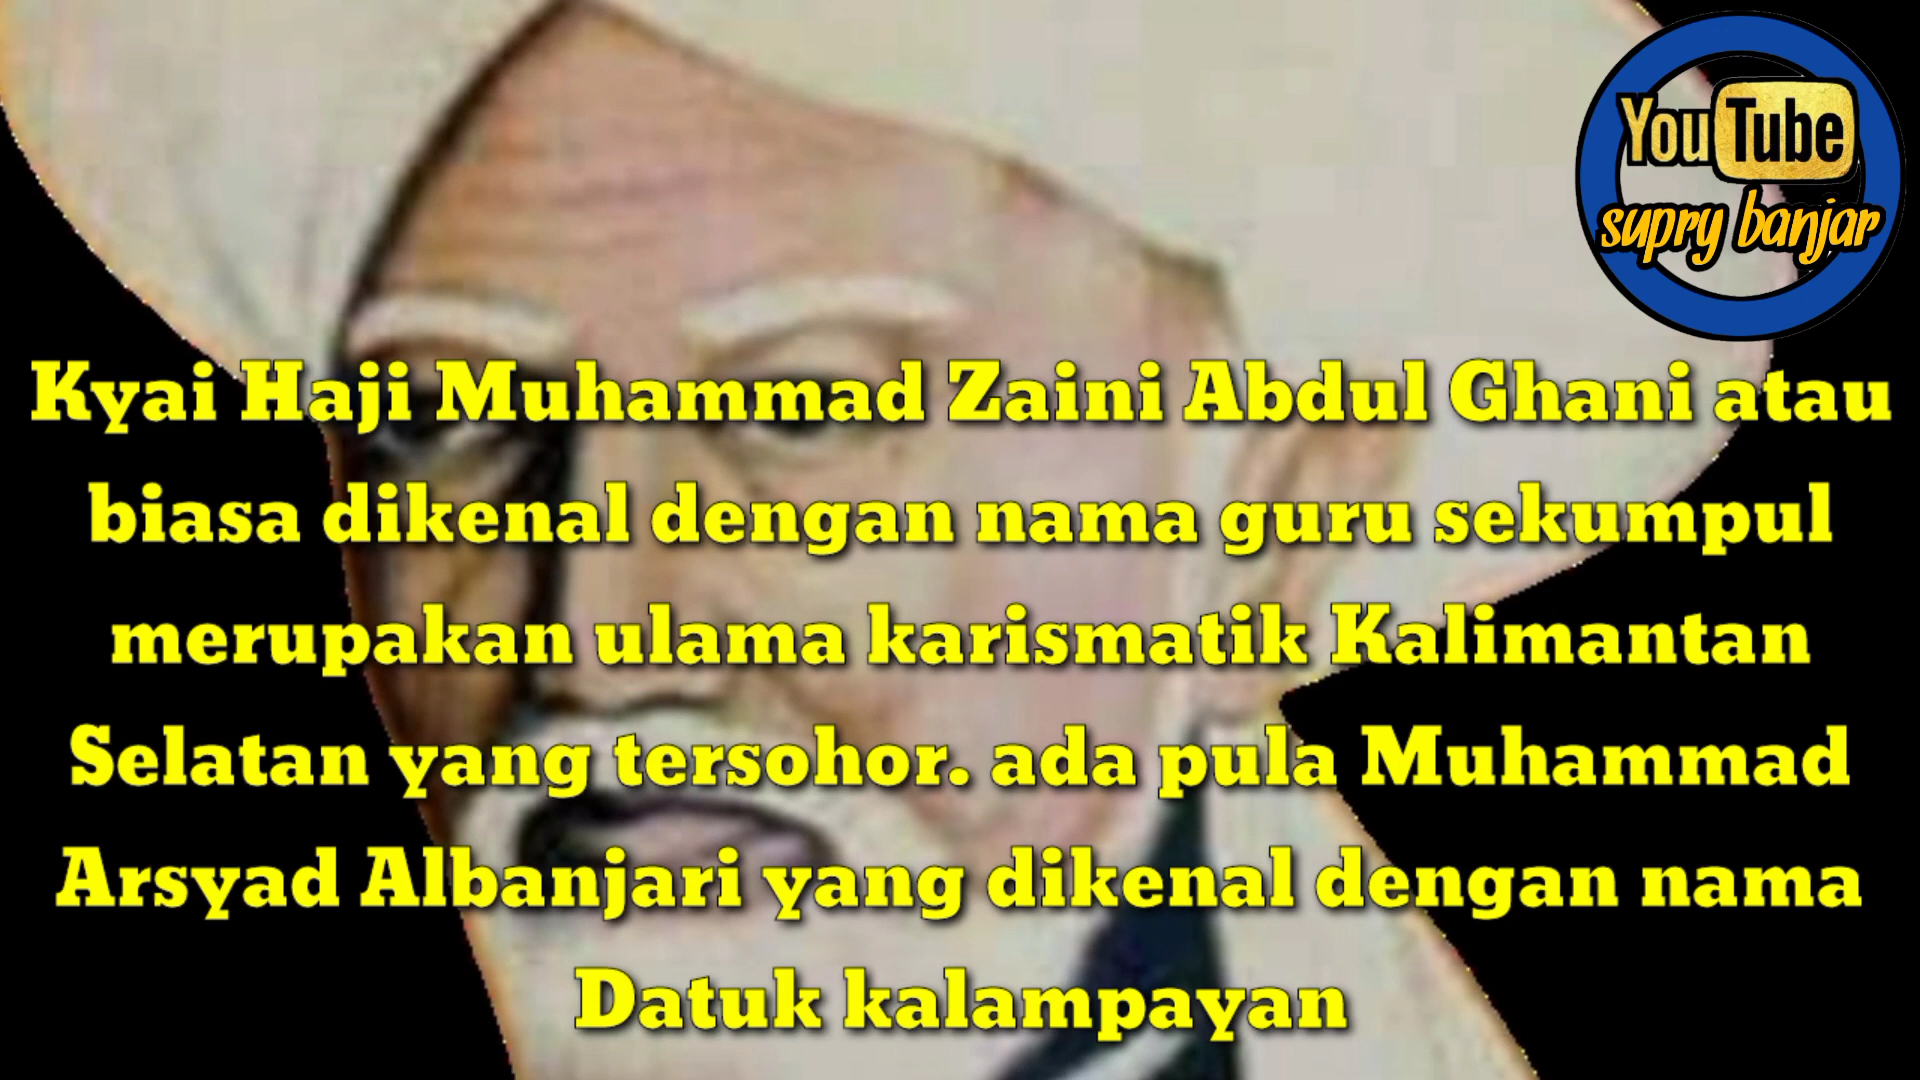 YouTube
supry banjar
Kyai Haji Muhammad Zaini Abdul Ghani atau
biasa dikenal dengan nama guru sekumpul
merupakan ulama karismatik Kalimantan
Selatan yang tersohor. ada pula Muhammad
Arsyad Albanjari yang dikenal dengan nama
Datuk kalampayan